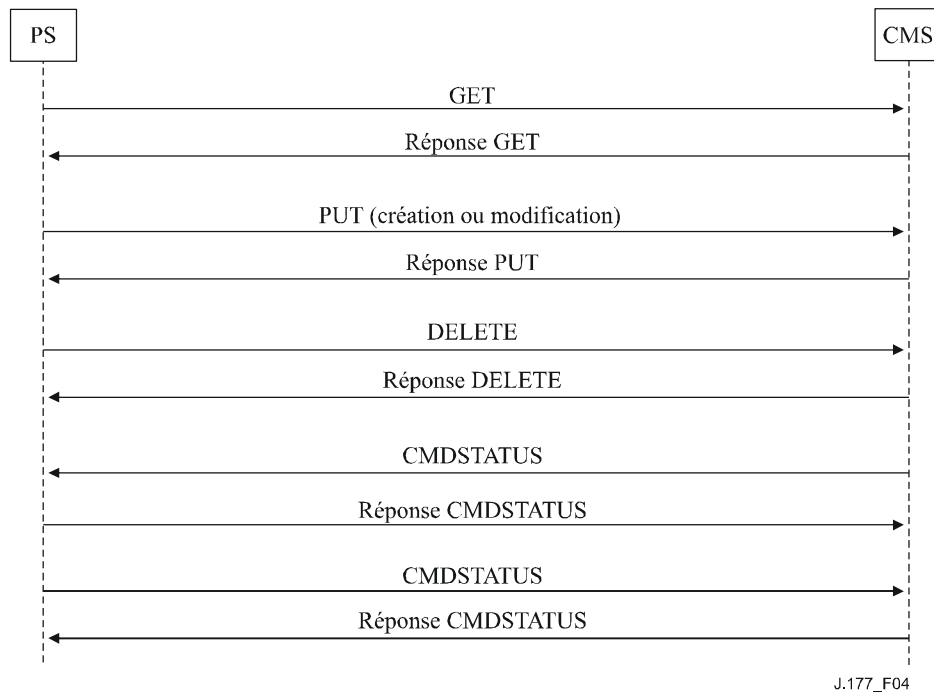 PS
CMS
GET
Réponse GET
PUT (création ou modification)
Réponse PUT
DELETE
Réponse DELETE
CMDSTATUS
Réponse CMDSTATUS
CMDSTATUS
Réponse CMDSTATUS
J.177_F04